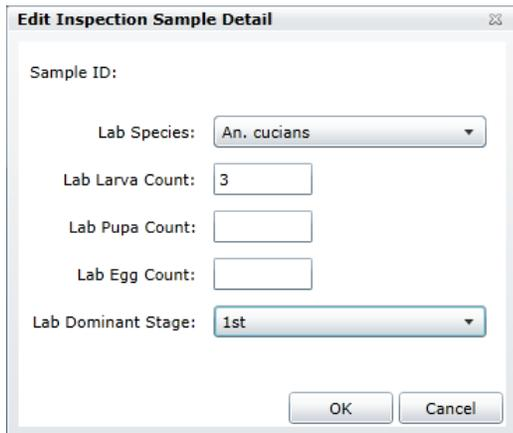 Edit Inspection Sample Detail
Sample ID:
Lab Species: An. cucians
Lab Larva Count: 3
Lab Pupa Count:
Lab Egg Count:
Lab Dominant Stage: 1st
OK Cancel